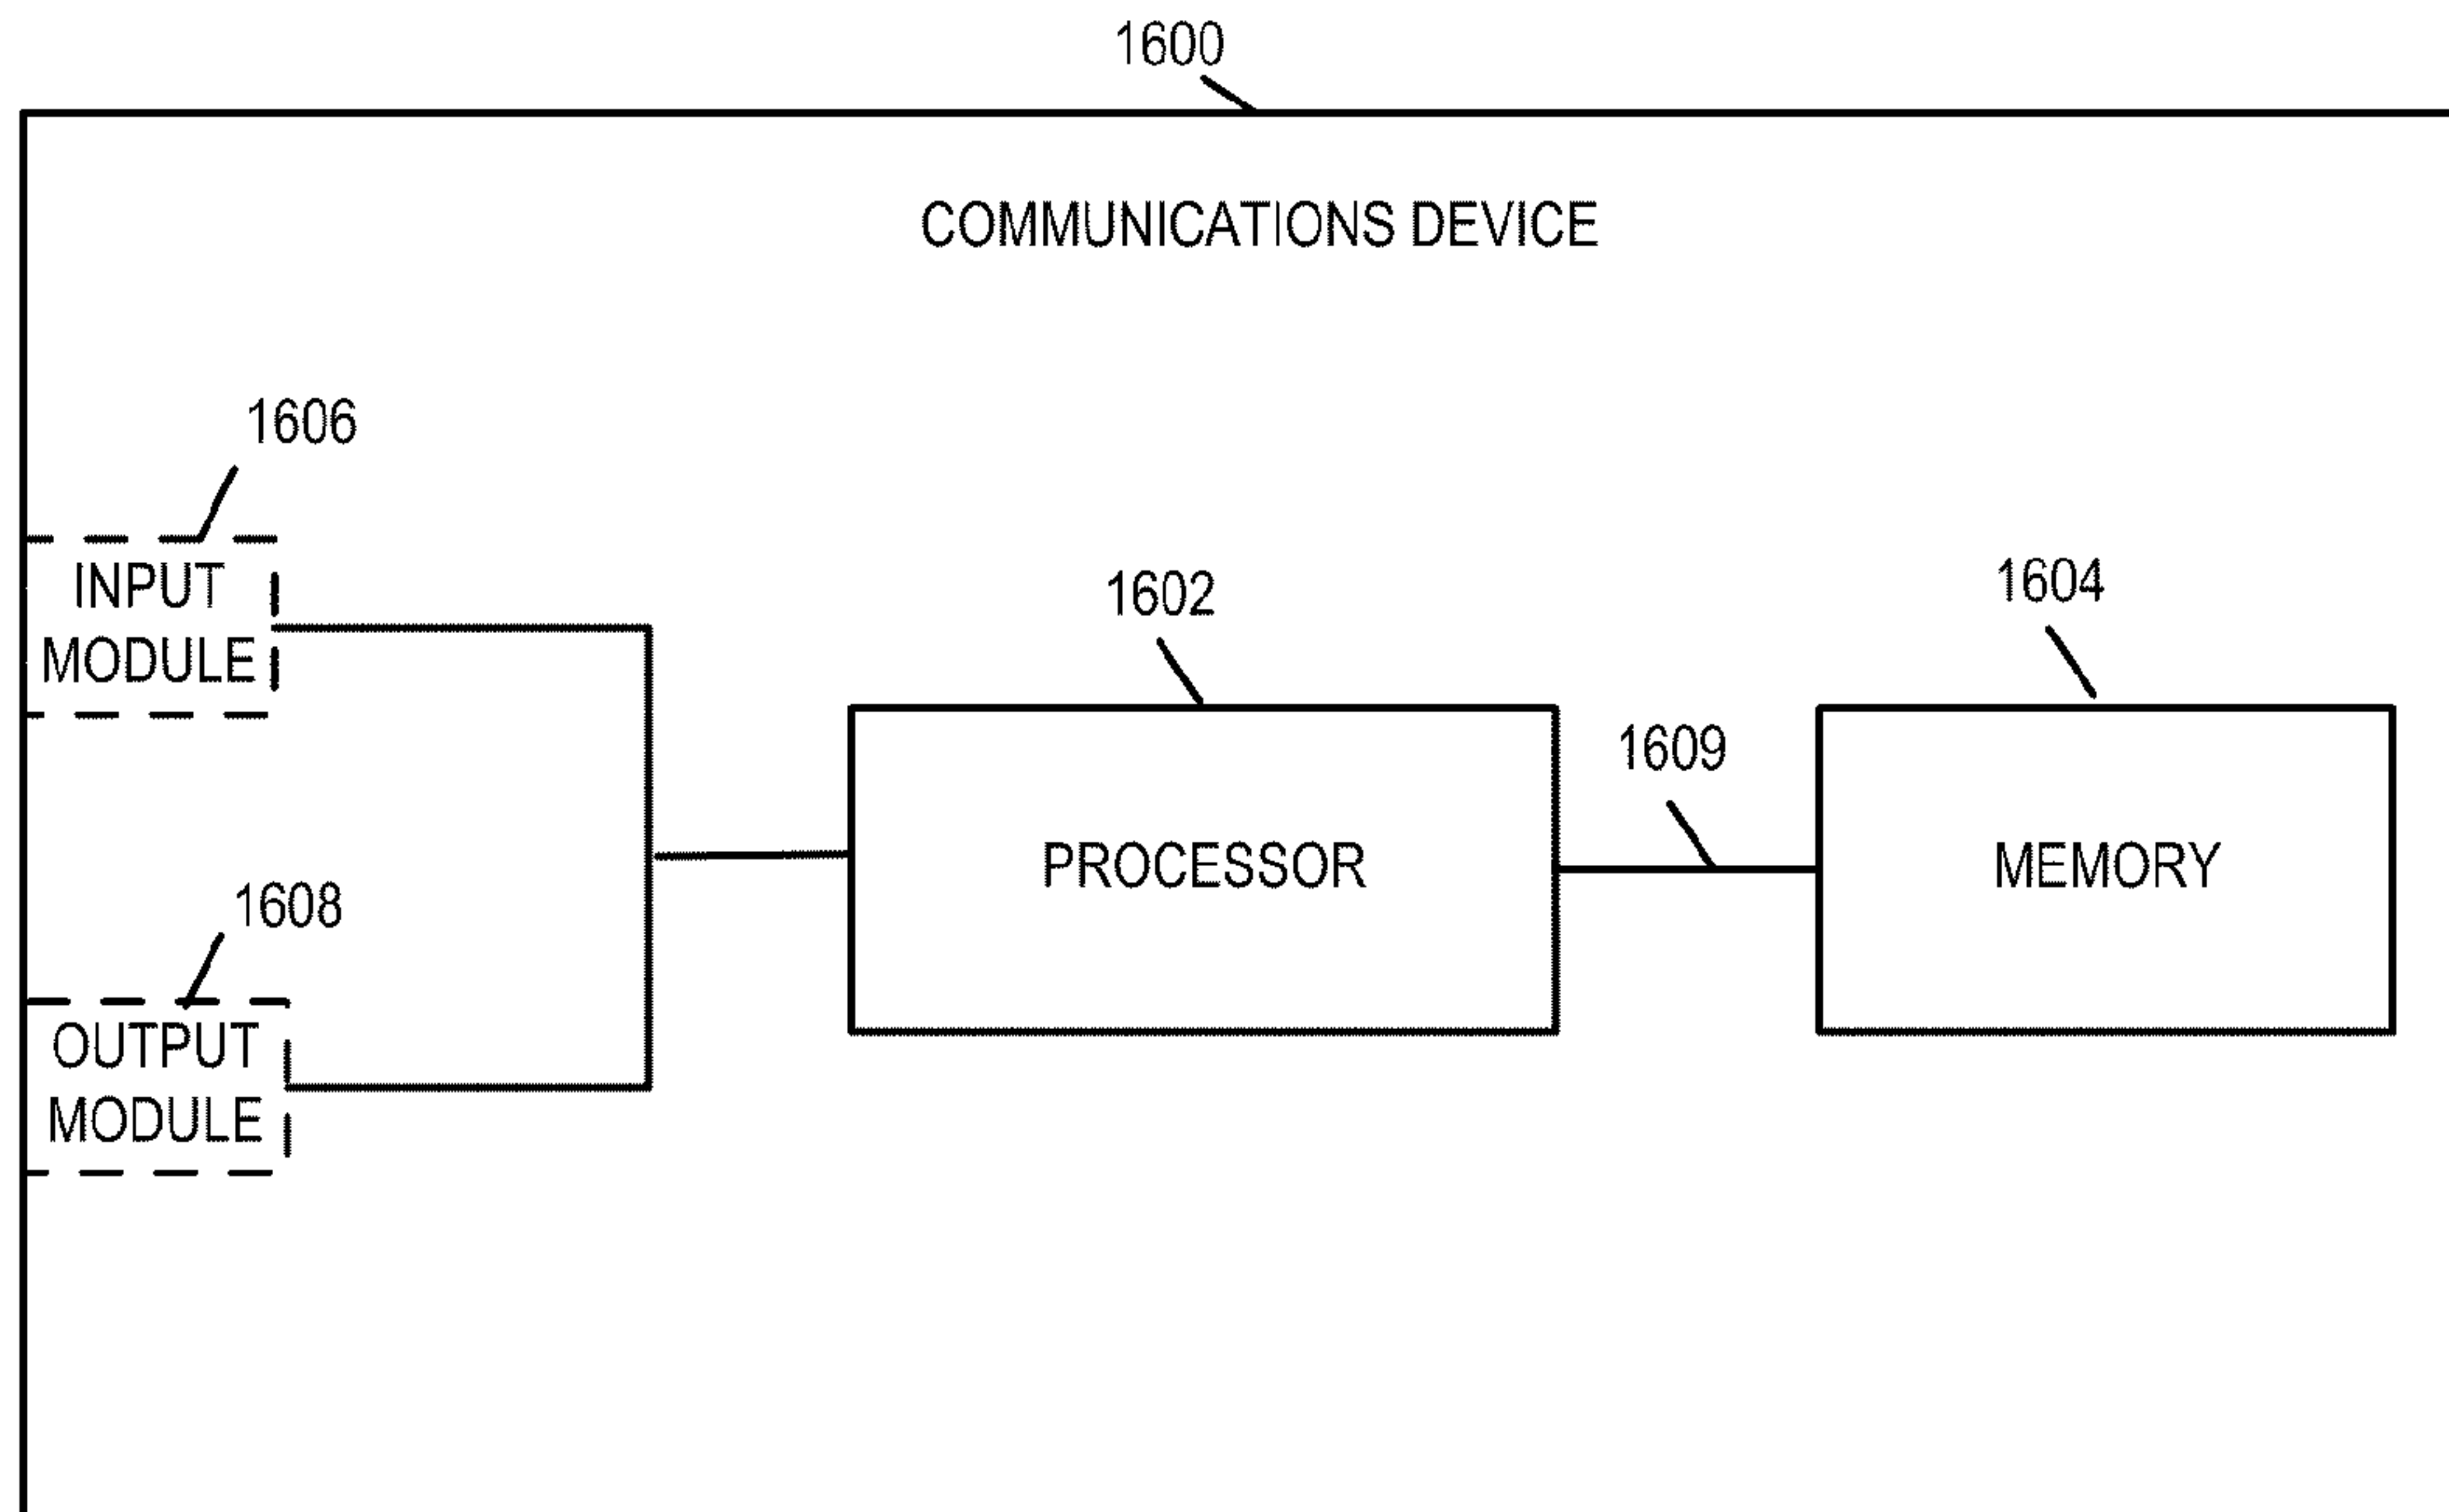 1600
COMMUNICATIONS DEVICE
1606
INPUT
MODULE
1602
1604
1609
PROCESSOR
MEMORY
1608
OUTPUT
MODULE